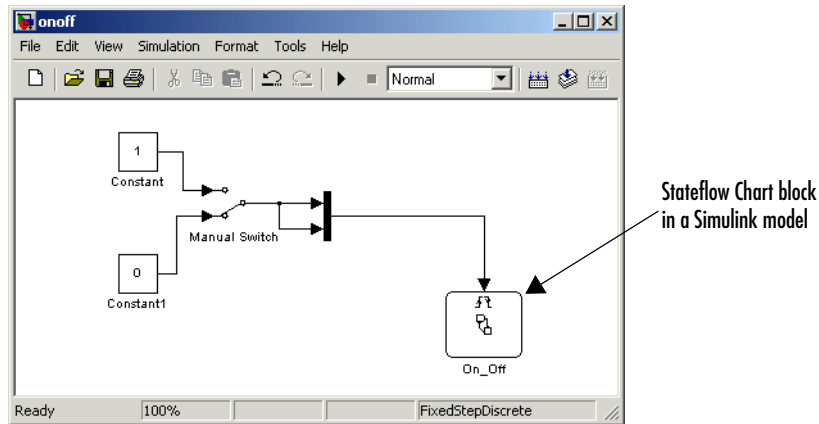 onoff
File Edit View Simulation Format Tools Help
Normal
1
Constant
Manual Switch
0
Constant1
On_Off
Stateflow Chart block
in a Simulink model
Ready 100% FixedStepDiscrete